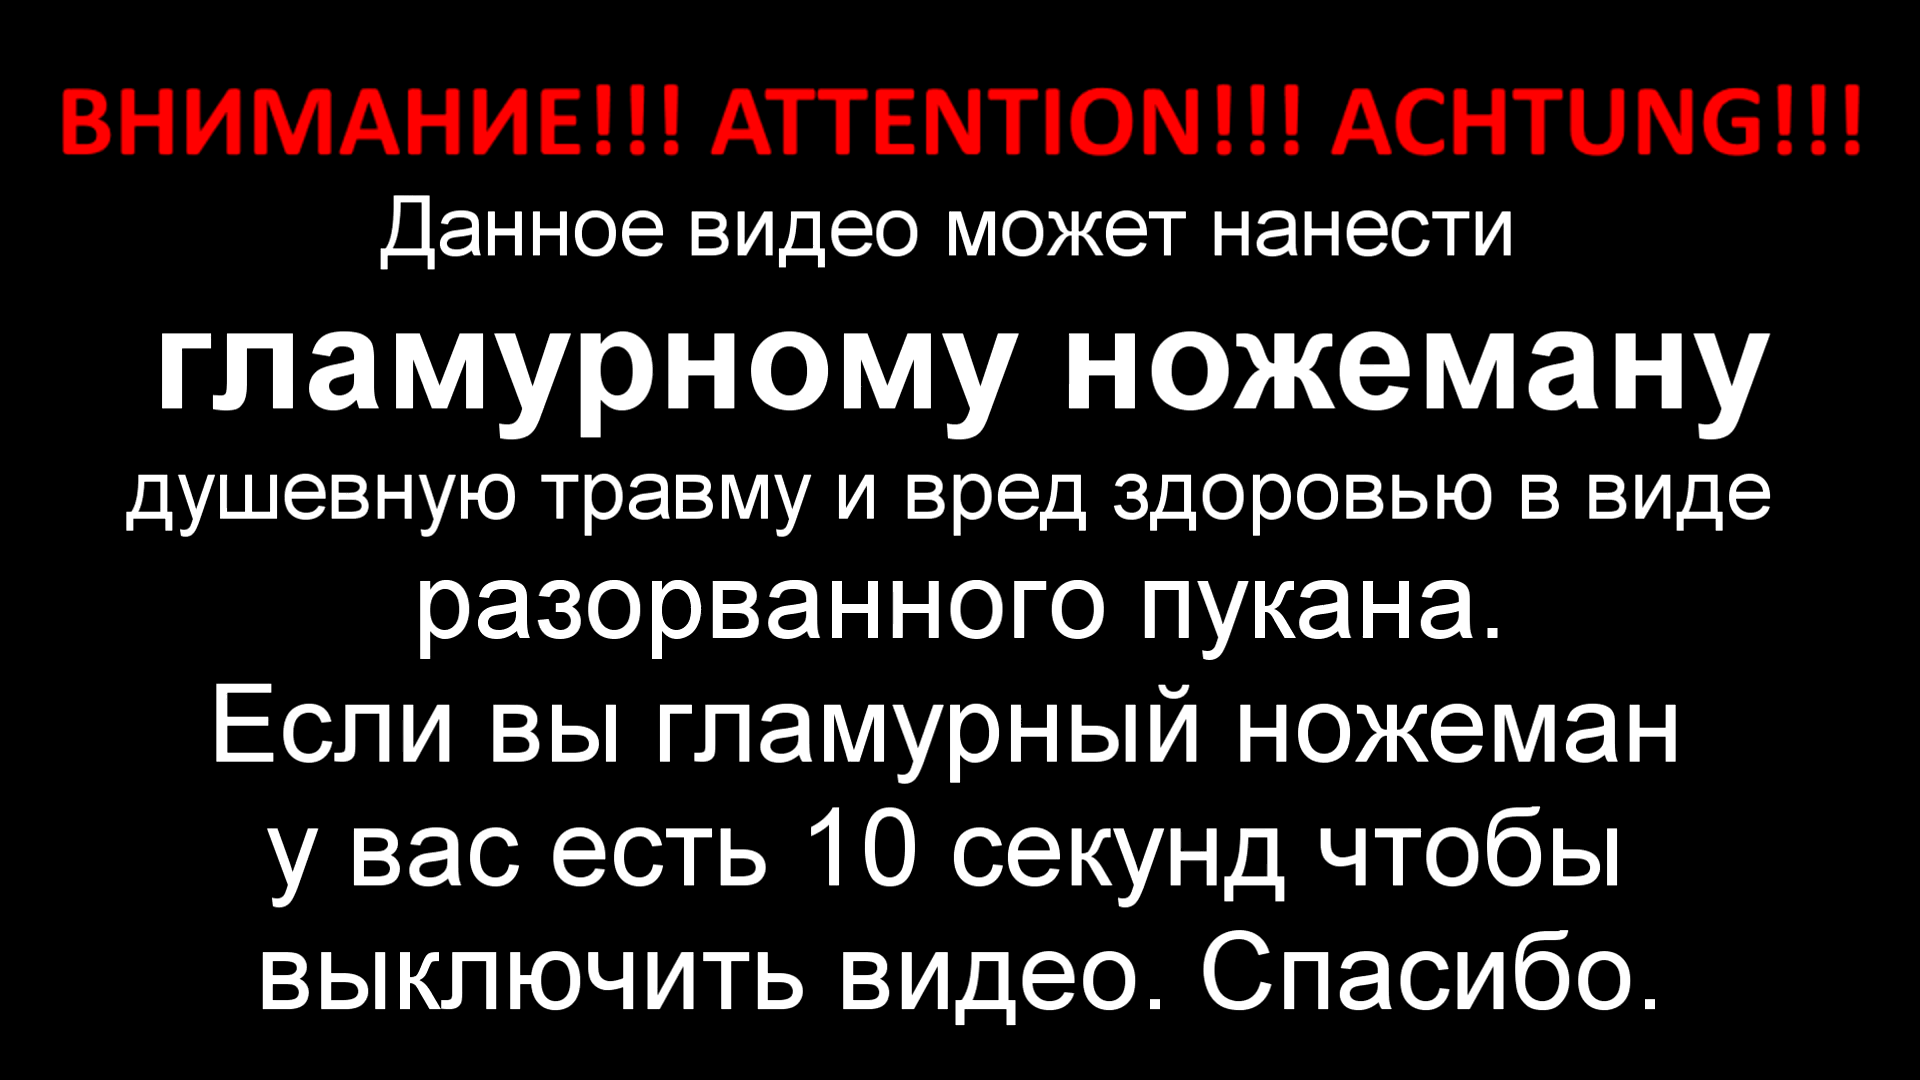 ВНИМАНИЕ!!! ATTENTION!!! ACHTUNG!!!
Данное видео может нанести
гламурному ножеману
душевную травму и вред здоровью в виде
разорванного пукана.
Если вы гламурный ножеман
у вас есть 10 секунд чтобы
выключить видео. Спасибо.